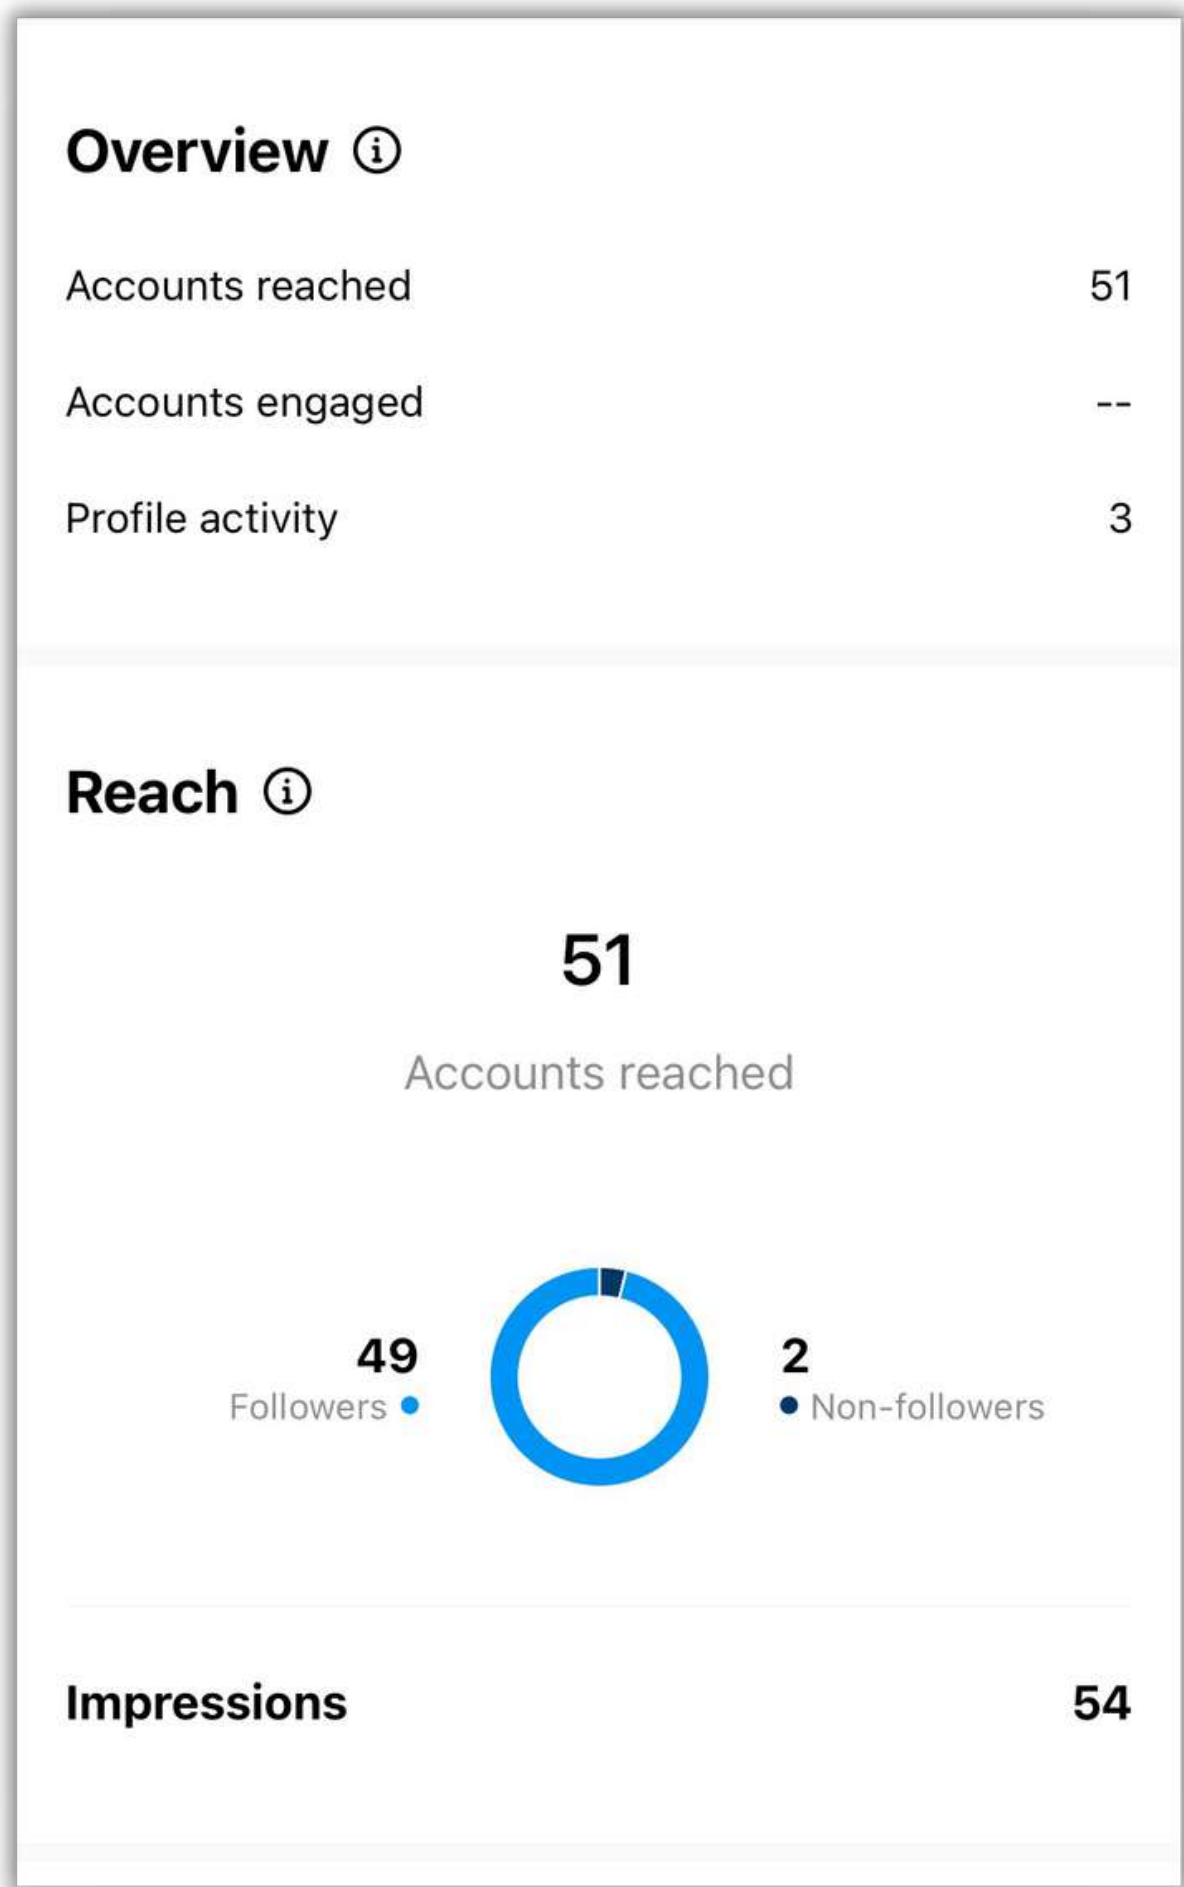 Overview
Accounts reached 51
Accounts engaged --
Profile activity 3
Reach
51
Accounts reached
49
Followers
2
Non-followers
Impressions 54